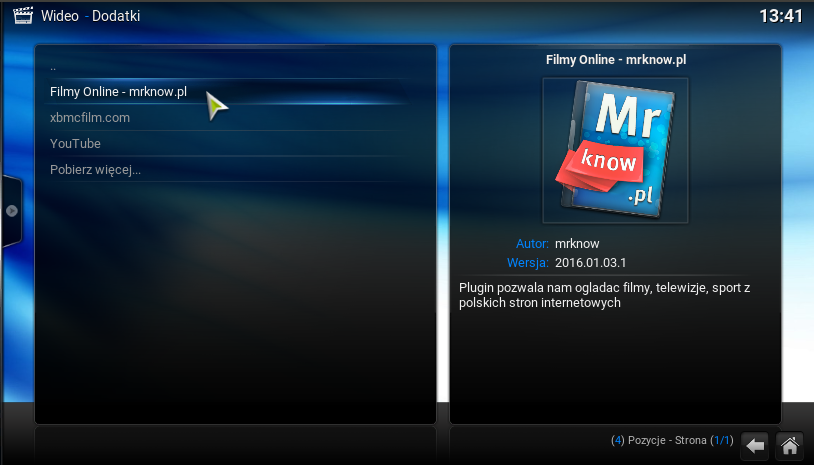 Wideo - Dodatki
13:41
..
Filmy Online - mrknow.pl
xbmcfilm.com
YouTube
Pobierz więcej...
Filmy Online - mrknow.pl
Mr
know
.pl
Autor: mrknow
Wersja: 2016.01.03.1
Plugin pozwala nam ogladac filmy, telewizje, sport z
polskich stron internetowych
(4) Pozycje - Strona (1/1)